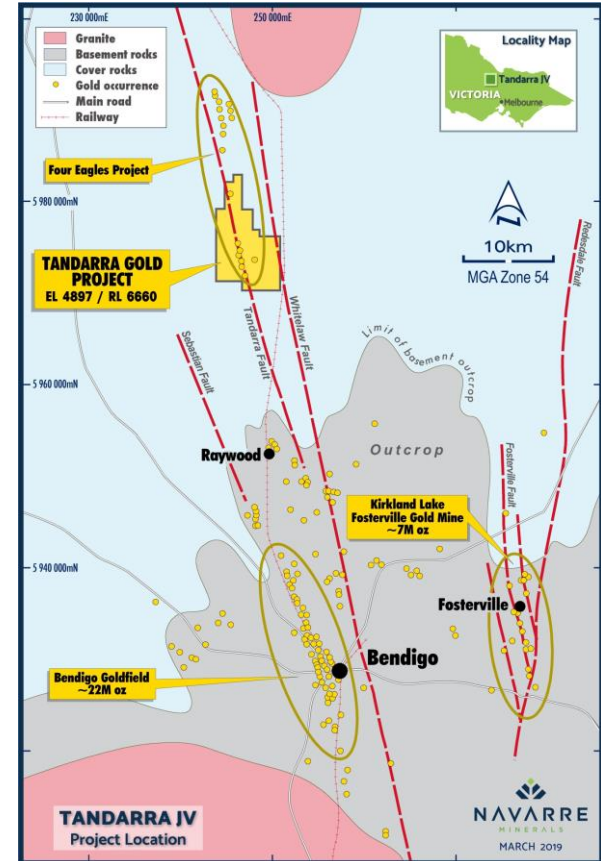 230 000mE
250 000mE
Granite
Basement rocks
Cover rocks
Gold occurrence
Main road
Railway
Locality Map
Tandarra JV
VICTORIA
Melbourne
Four Eagles Project
5 980 000mN
N
10km
MGA Zone 54
TANDARRA GOLD
PROJECT
EL 4897 / RL 6660
Redesdale Fault
Whitelaw Fault
Tandarra Fault
Sebastian Fault
Limit of basement outcrop
5 960 000mN
Outcrop
Raywood
Fosterville Fault
Kirkland Lake
Fosterville Gold Mine
~7M oz
5 940 000mN
Fosterville
Bendigo
Bendigo Goldfield
~22M oz
TANDARRA JV
Project Location
NAVARRE
MINERALS
MARCH 2019